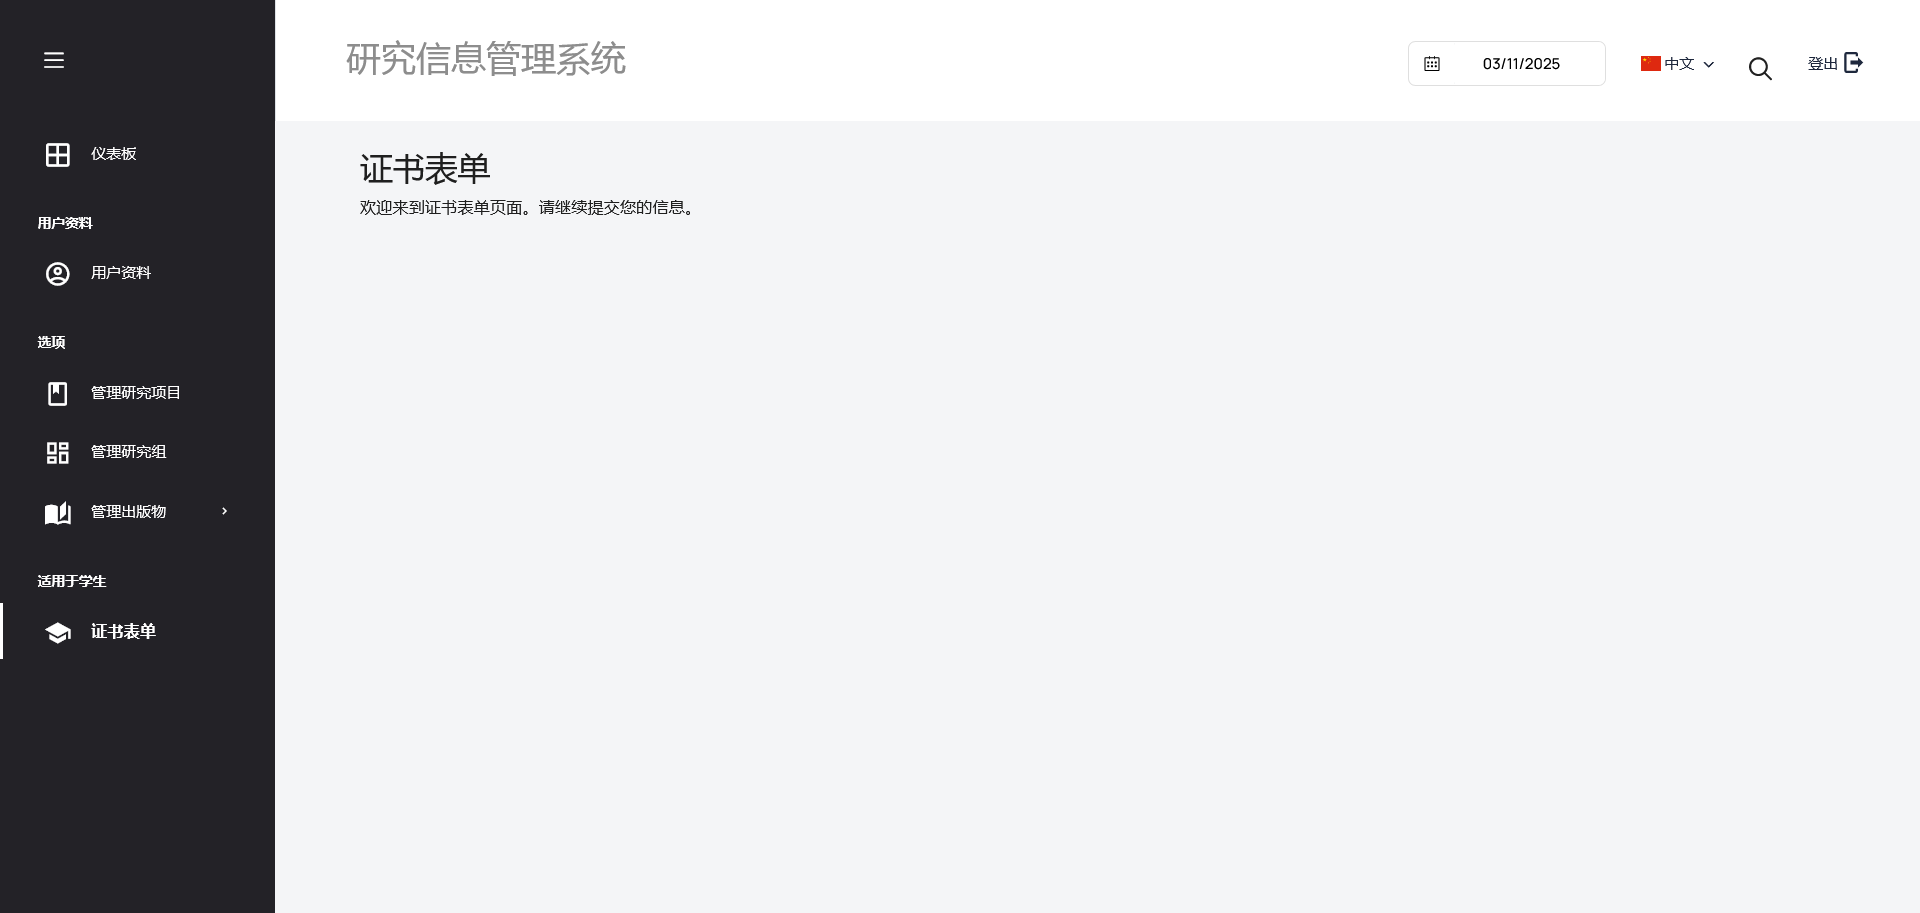 研究信息管理系统
03/11/2025
中文
登出
仪表板
用户资料
用户资料
选项
管理研究项目
管理研究组
管理出版物
适用于学生
证书表单
证书表单
欢迎来到证书表单页面。请继续提交您的信息。